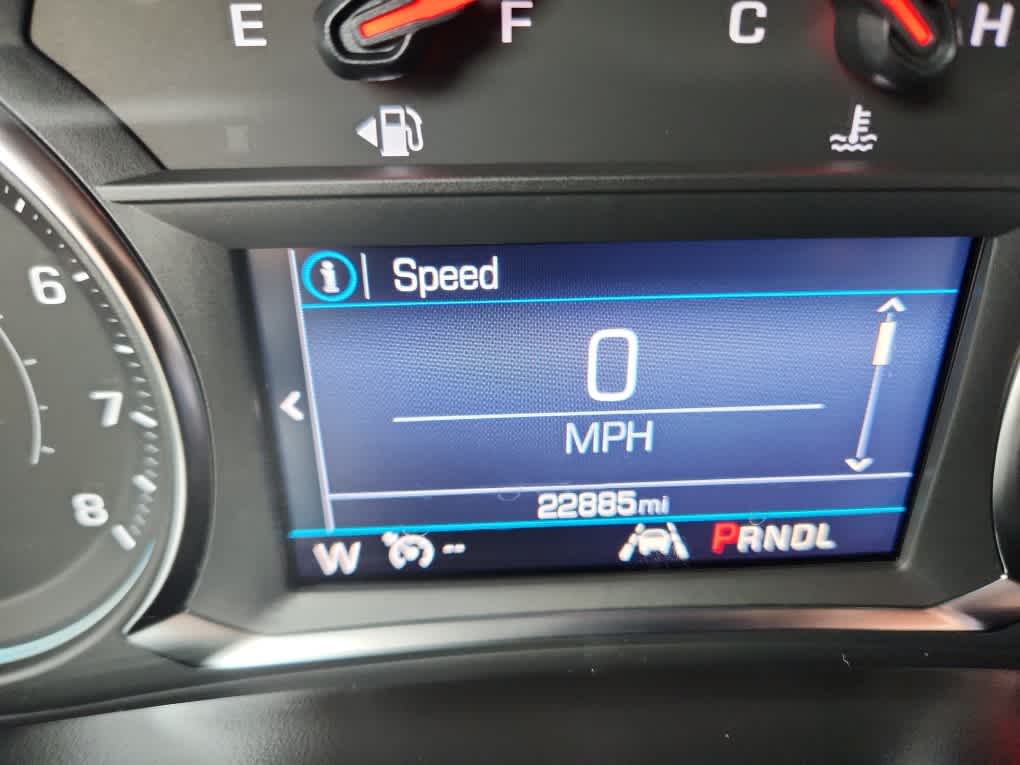 E F C H
6
7
8
i Speed
0
MPH
22885mi
W -- PRNDL